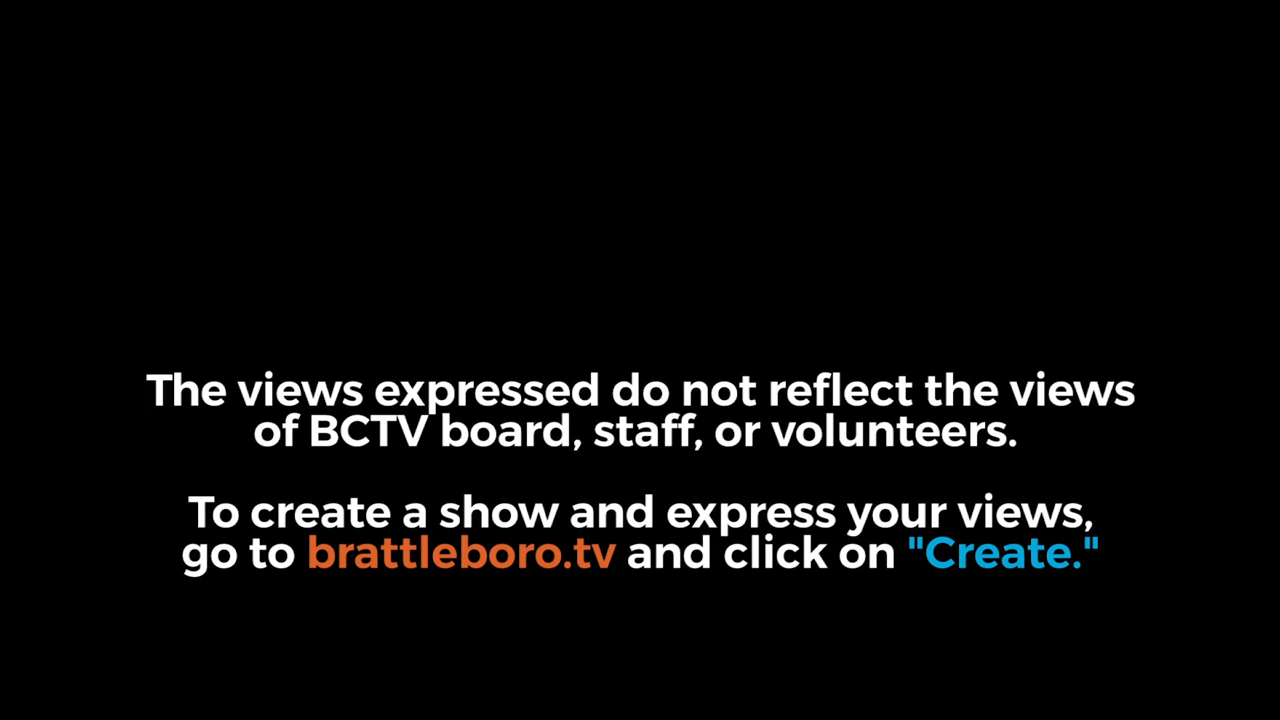 The views expressed do not reflect the views
of BCTV board, staff, or volunteers.
To create a show and express your views,
go to brattleboro.tv and click on "Create."